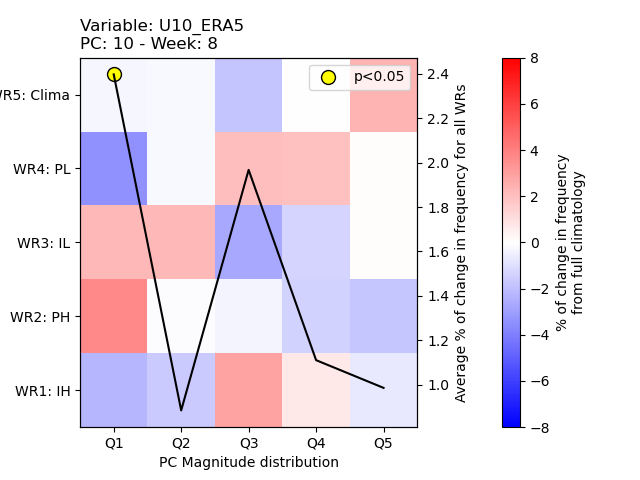 Variable: U10_ERA5
PC: 10 - Week: 8
p<0.05
WR5: Clima
WR4: PL
WR3: IL
WR2: PH
WR1: IH
Q1 Q2 Q3 Q4 Q5
PC Magnitude distribution
2.4
2.2
2.0
1.8
1.6
1.4
1.2
1.0
Average % of change in frequency for all WRs
8
6
4
2
0
−2
−4
−6
−8
% of change in frequency
from full climatology